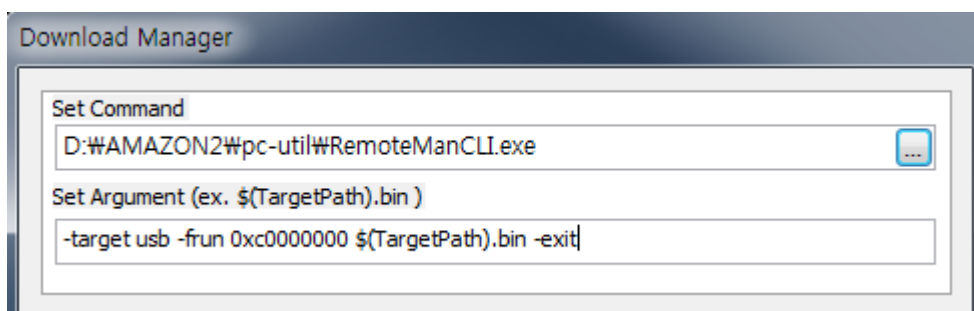 Download Manager
Set Command
D:₩AMAZON2₩pc-util₩RemoteManCLI.exe
...
Set Argument (ex. $(TargetPath).bin )
-target usb -frun 0xc0000000 $(TargetPath).bin -exit